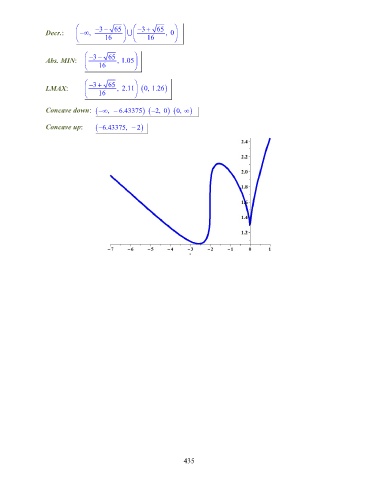 Decr.: (-∞, (-3-√65)/16) ∪ ((-3+√65)/16, 0)
Abs. MIN: ((-3-√65)/16, 1.05)
LMAX: ((-3+√65)/16, 2.11) (0, 1.26)
Concave down: (-∞, -6.43375) (-2, 0) (0, ∞)
Concave up: (-6.43375, -2)
2.4
2.2
2.0
1.8
1.6
1.4
1.2
-7 -6 -5 -4 -3 -2 -1 0 1
435